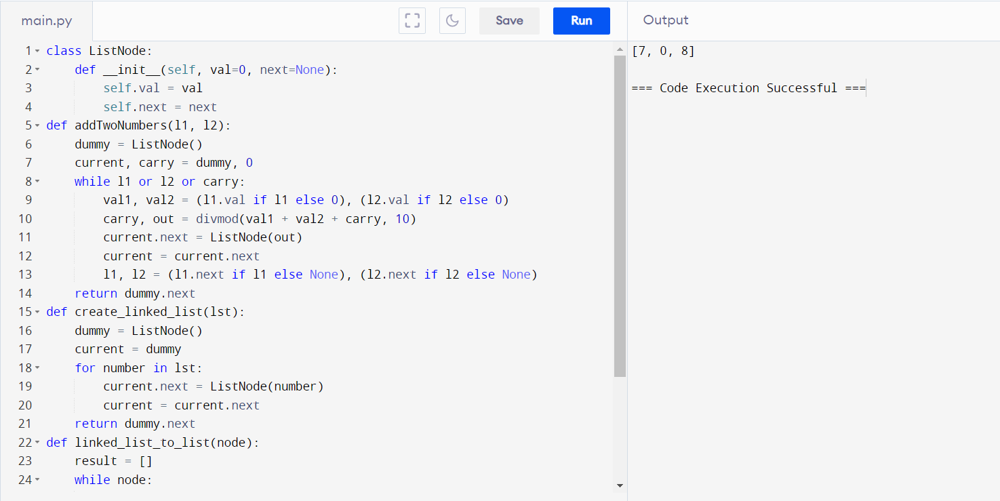 main.py
Save
Run
Output
1 class ListNode:
2     def __init__(self, val=0, next=None):
3         self.val = val
4         self.next = next
5 def addTwoNumbers(l1, l2):
6     dummy = ListNode()
7     current, carry = dummy, 0
8     while l1 or l2 or carry:
9         val1, val2 = (l1.val if l1 else 0), (l2.val if l2 else 0)
10         carry, out = divmod(val1 + val2 + carry, 10)
11         current.next = ListNode(out)
12         current = current.next
13         l1, l2 = (l1.next if l1 else None), (l2.next if l2 else None)
14     return dummy.next
15 def create_linked_list(lst):
16     dummy = ListNode()
17     current = dummy
18     for number in lst:
19         current.next = ListNode(number)
20         current = current.next
21     return dummy.next
22 def linked_list_to_list(node):
23     result = []
24     while node:
[7, 0, 8]
=== Code Execution Successful ===